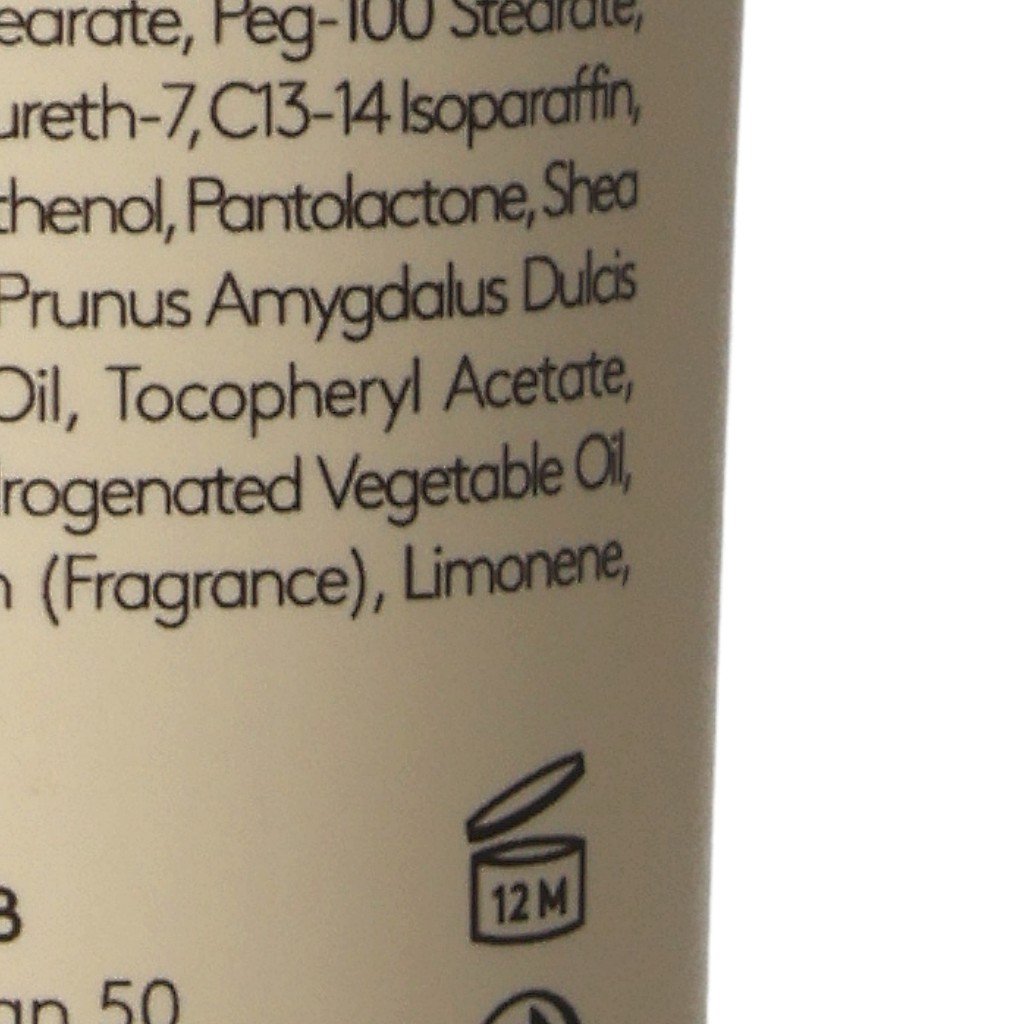 earate, Peg-100 Stearate,
ureth-7, C13-14 Isoparaffin,
thenol, Pantolactone, Shea
Prunus Amygdalus Dulcis
Oil, Tocopheryl Acetate,
rogenated Vegetable Oil,
(Fragrance), Limonene,
12 M
B
an 50